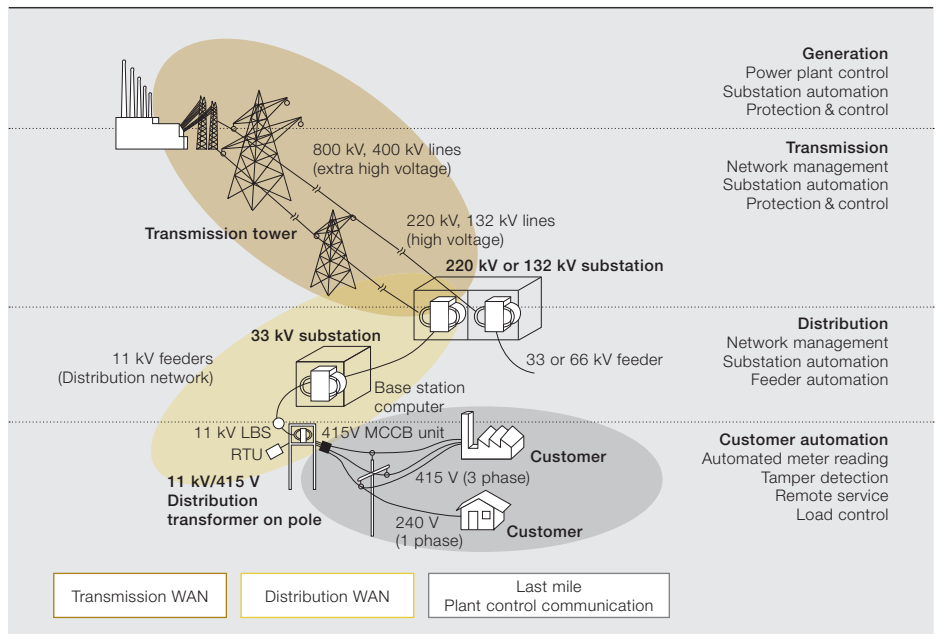 Generation
Power plant control
Substation automation
Protection & control
800 kV, 400 kV lines
(extra high voltage)
Transmission
Network management
Substation automation
Protection & control
Transmission tower
220 kV, 132 kV lines
(high voltage)
220 kV or 132 kV substation
33 kV substation
Distribution
Network management
Substation automation
Feeder automation
11 kV feeders
(Distribution network)
33 or 66 kV feeder
Base station
computer
11 kV LBS
415V MCCB unit
RTU
Customer automation
Automated meter reading
Tamper detection
Remote service
Load control
Customer
415 V (3 phase)
11 kV/415 V
Distribution
transformer on pole
240 V
(1 phase)
Customer
Transmission WAN
Distribution WAN
Last mile
Plant control communication